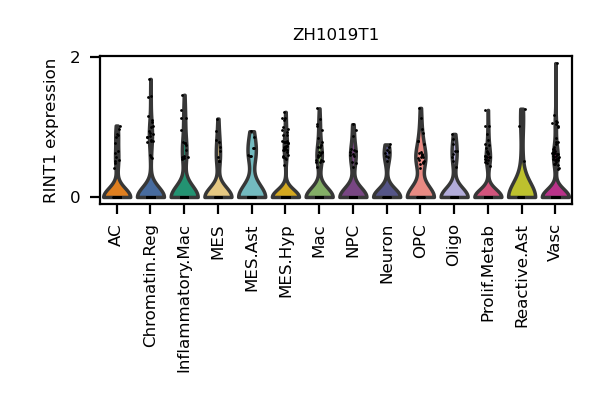 ZH1019T1
RINT1 expression
2
0
AC
Chromatin.Reg
Inflammatory.Mac
MES
MES.Ast
MES.Hyp
Mac
NPC
Neuron
OPC
Oligo
Prolif.Metab
Reactive.Ast
Vasc